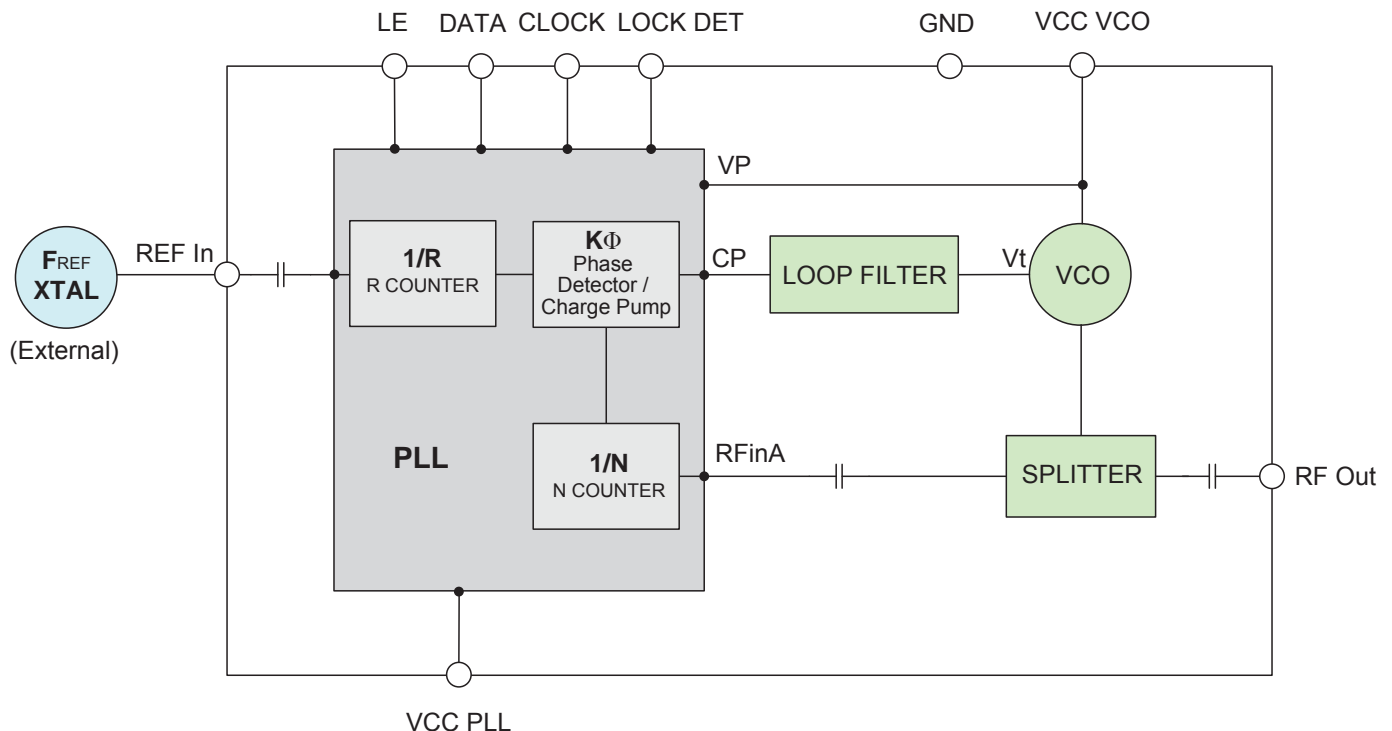 LE
DATA
CLOCK
LOCK DET
GND
VCC VCO
VP
FREF
XTAL
(External)
REF In
1/R
R COUNTER
KΦ
Phase
Detector /
Charge Pump
CP
LOOP FILTER
Vt
VCO
PLL
1/N
N COUNTER
RFinA
SPLITTER
RF Out
VCC PLL